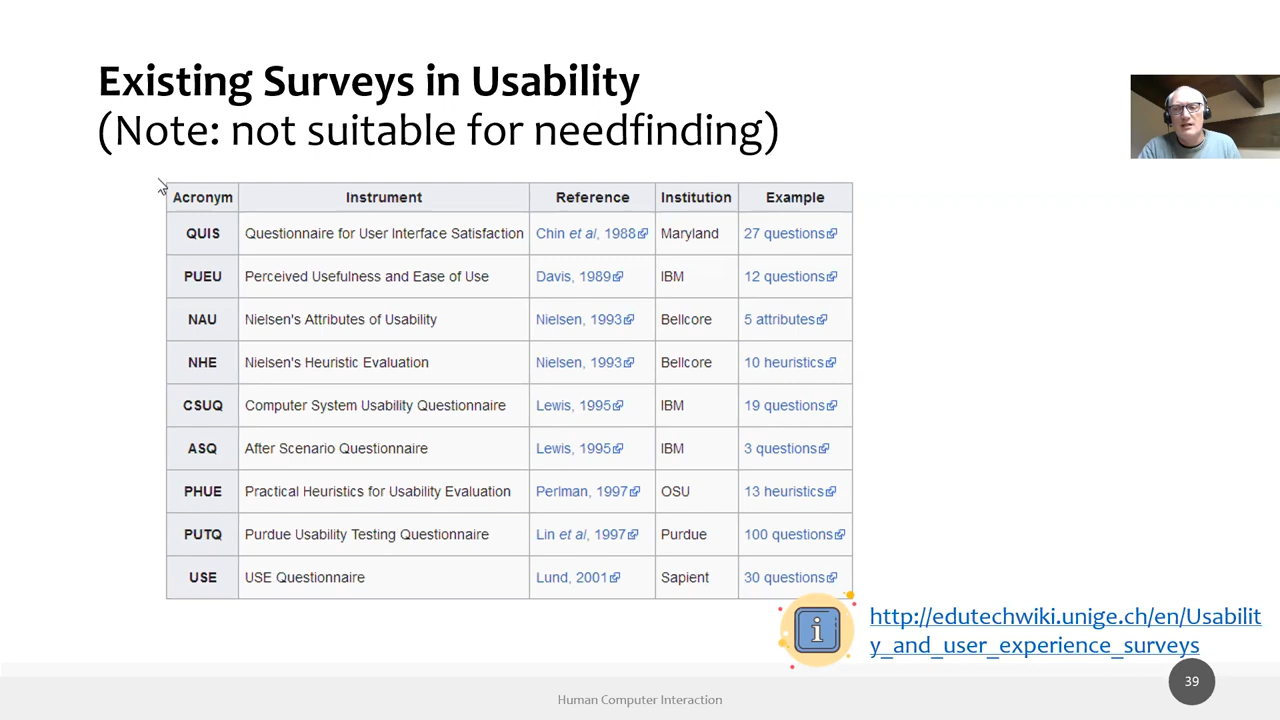 Existing Surveys in Usability
(Note: not suitable for needfinding)
Acronym Instrument Reference Institution Example
QUIS Questionnaire for User Interface Satisfaction Chin et al, 1988 Maryland 27 questions
PUEU Perceived Usefulness and Ease of Use Davis, 1989 IBM 12 questions
NAU Nielsen's Attributes of Usability Nielsen, 1993 Bellcore 5 attributes
NHE Nielsen's Heuristic Evaluation Nielsen, 1993 Bellcore 10 heuristics
CSUQ Computer System Usability Questionnaire Lewis, 1995 IBM 19 questions
ASQ After Scenario Questionnaire Lewis, 1995 IBM 3 questions
PHUE Practical Heuristics for Usability Evaluation Perlman, 1997 OSU 13 heuristics
PUTQ Purdue Usability Testing Questionnaire Lin et al, 1997 Purdue 100 questions
USE USE Questionnaire Lund, 2001 Sapient 30 questions
http://edutechwiki.unige.ch/en/Usabilit
y_and_user_experience_surveys
39
Human Computer Interaction